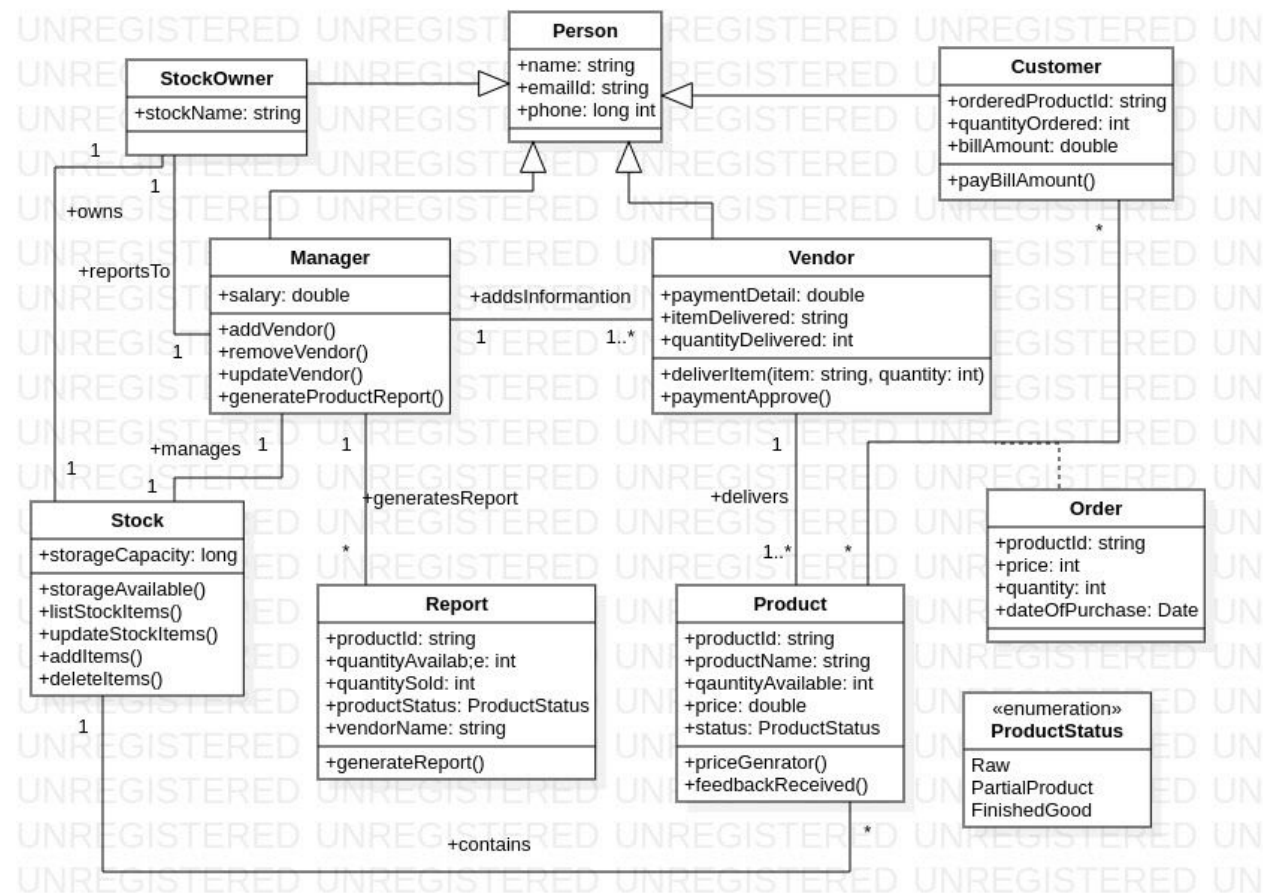 UNREGISTERED
Person
+name: string
+emailId: string
+phone: long int
StockOwner
+stockName: string
Customer
+orderedProductId: string
+quantityOrdered: int
+billAmount: double
+payBillAmount()
1
1
+owns
+reportsTo
1
1
*
Manager
+salary: double
+addVendor()
+removeVendor()
+updateVendor()
+generateProductReport()
+addsInformantion
1
1..*
Vendor
+paymentDetail: double
+itemDelivered: string
+quantityDelivered: int
+deliverItem(item: string, quantity: int)
+paymentApprove()
+manages
1
1
1
+generatesReport
*
1
+delivers
1..*
*
Stock
+storageCapacity: long
+storageAvailable()
+listStockItems()
+updateStockItems()
+addItems()
+deleteItems()
1
Report
+productId: string
+quantityAvailab;e: int
+quantitySold: int
+productStatus: ProductStatus
+vendorName: string
+generateReport()
Product
+productId: string
+productName: string
+qauntityAvailable: int
+price: double
+status: ProductStatus
+priceGenrator()
+feedbackReceived()
Order
+productId: string
+price: int
+quantity: int
+dateOfPurchase: Date
«enumeration»
ProductStatus
Raw
PartialProduct
FinishedGood
+contains
*